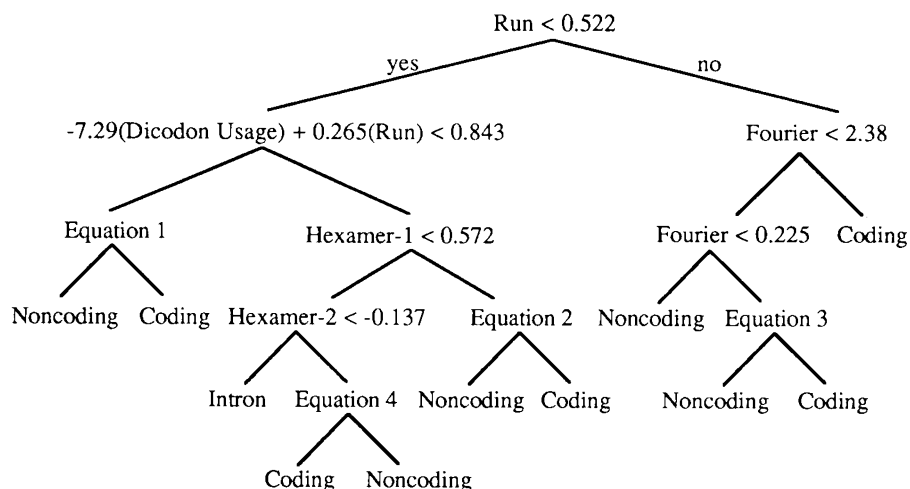 Run < 0.522
yes
no
-7.29(Dicodon Usage) + 0.265(Run) < 0.843
Fourier < 2.38
Equation 1
Hexamer-1 < 0.572
Fourier < 0.225
Coding
Noncoding
Coding
Hexamer-2 < -0.137
Equation 2
Noncoding
Equation 3
Intron
Equation 4
Noncoding
Coding
Noncoding
Coding
Coding
Noncoding